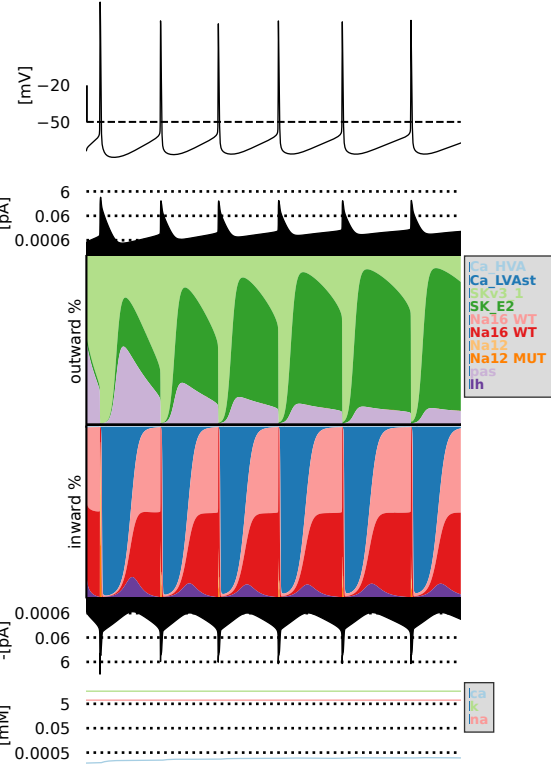 [mV]
−20
−50
[pA]
6
0.06
0.0006
outward %
Ca_HVA
Ca_LVAst
SKv3_1
SK_E2
Na16 WT
Na16 WT
Na12
Na12 MUT
pas
Ih
inward %
0.0006
0.06
6
-[pA]
ca
k
na
5
0.05
0.0005
[mM]